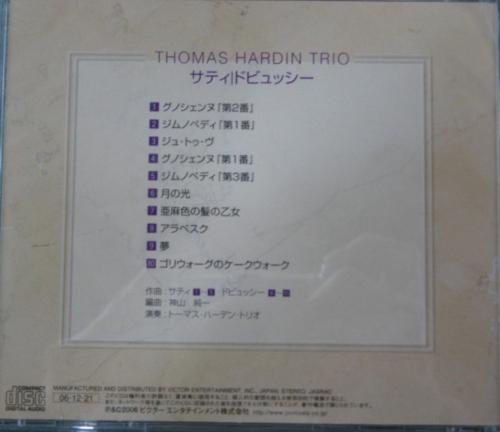 THOMAS HARDIN TRIO
サティ|ドビュッシー
1 グノシェンヌ「第2番」
2 ジムノペディ「第1番」
3 ジュ・トゥ・ヴ
4 グノシェンヌ「第1番」
5 ジムノペディ「第3番」
6 月の光
7 亜麻色の髪の乙女
8 アラベスク
9 夢
10 ゴリウォーグのケークウォーク
作曲：サティ 1~5 ドビュッシー 6~10
編曲：神山 純一
演奏：トーマス・ハーデン・トリオ
COMPACT disc DIGITAL AUDIO
06・12・21
MANUFACTURED AND DISTRIBUTED BY VICTOR ENTERTAINMENT, INC., JAPAN. STEREO. JASRAC
℗&©2006 ビクター エンタテインメント株式会社